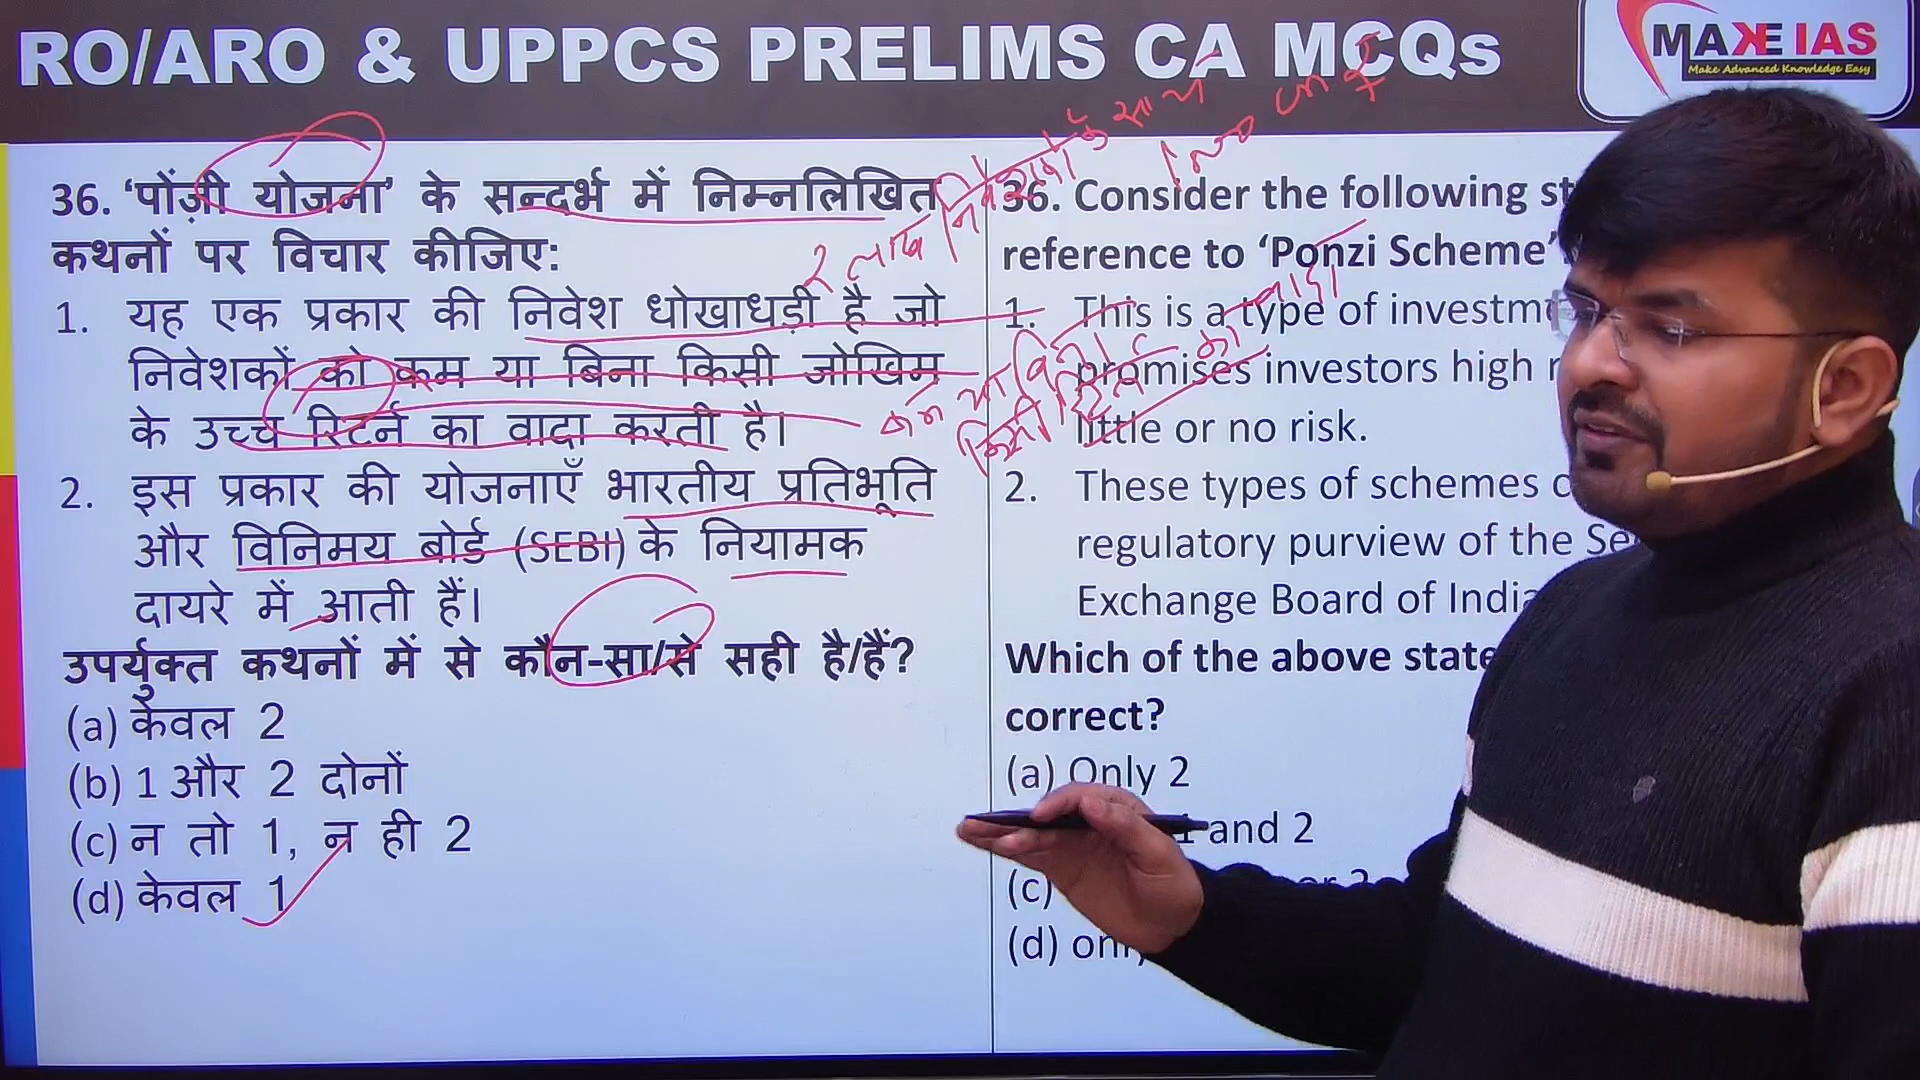 RO/ARO & UPPCS PRELIMS CA MCQs
MAKE IAS
Make Advanced Knowledge Easy
36. ‘पोंज़ी योजना’ के सन्दर्भ में निम्नलिखित
कथनों पर विचार कीजिए:
1. यह एक प्रकार की निवेश धोखाधड़ी है जो
निवेशकों को कम या बिना किसी जोखिम
के उच्च रिटर्न का वादा करती है।
2. इस प्रकार की योजनाएँ भारतीय प्रतिभूति
और विनिमय बोर्ड (SEBI) के नियामक
दायरे में आती हैं।
उपर्युक्त कथनों में से कौन-सा/से सही है/हैं?
(a) केवल 2
(b) 1 और 2 दोनों
(c) न तो 1, न ही 2
(d) केवल 1
36. Consider the following
reference to ‘Ponzi Scheme’
1. This is a type of
promises investors high
little or no risk.
2. These types of schemes
regulatory purview of the
Exchange Board of India
Which of the above
correct?
(a) Only 2
1 and 2
(c)
(d)
2 लाख
के साथ